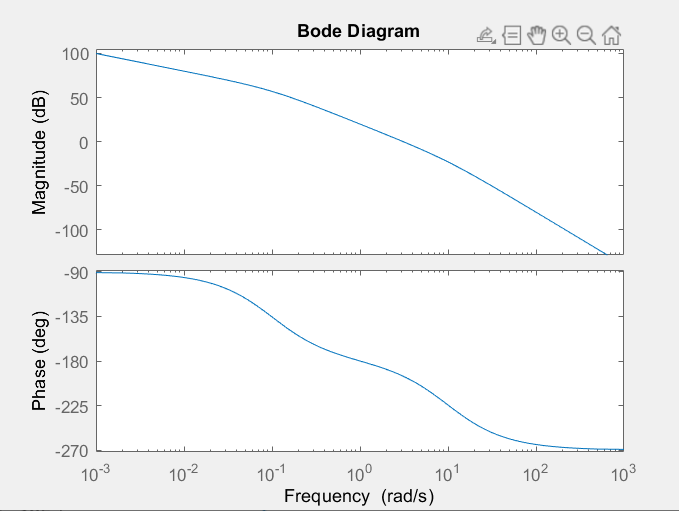 Bode Diagram
Magnitude (dB)
100
50
0
-50
-100
Phase (deg)
-90
-135
-180
-225
-270
10^-3 10^-2 10^-1 10^0 10^1 10^2 10^3
Frequency (rad/s)